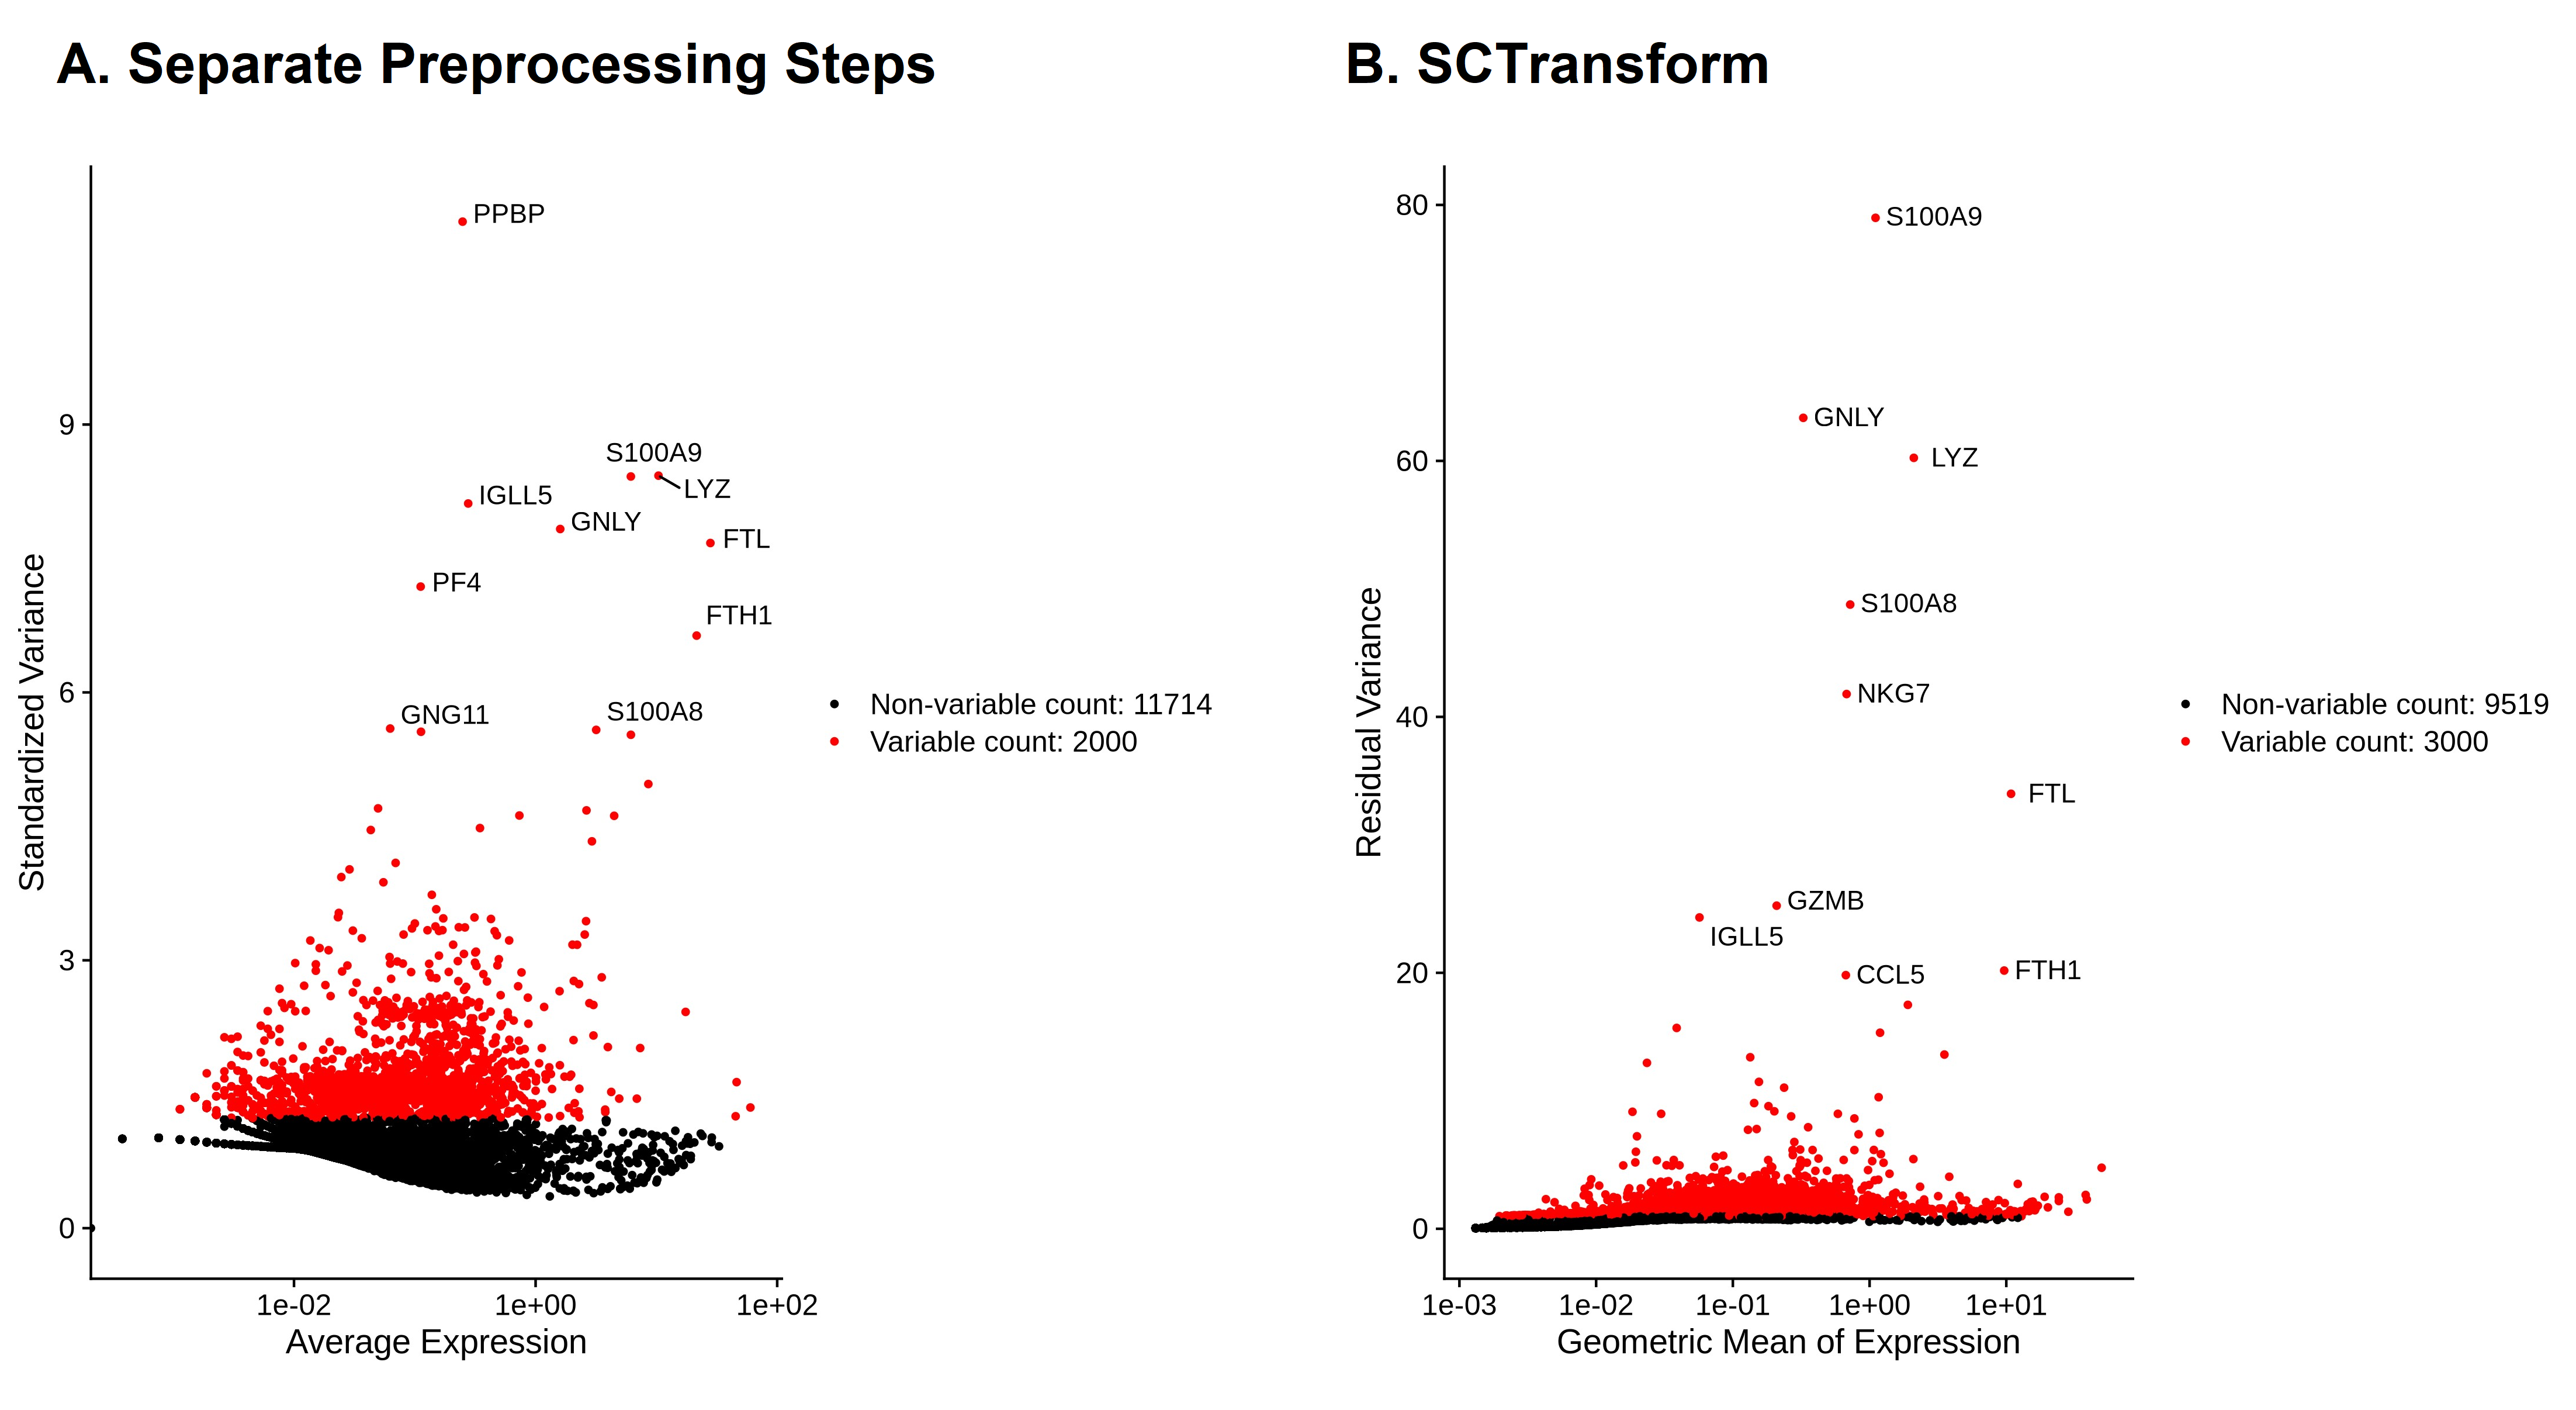 A. Separate Preprocessing Steps
PPBP
S100A9
LYZ
IGLL5
GNLY
FTL
PF4
FTH1
GNG11
S100A8
9
6
3
0
Standardized Variance
1e-02
1e+00
1e+02
Average Expression
Non-variable count: 11714
Variable count: 2000
B. SCTransform
S100A9
GNLY
LYZ
S100A8
NKG7
FTL
GZMB
IGLL5
CCL5
FTH1
80
60
40
20
0
Residual Variance
1e-03
1e-02
1e-01
1e+00
1e+01
Geometric Mean of Expression
Non-variable count: 9519
Variable count: 3000